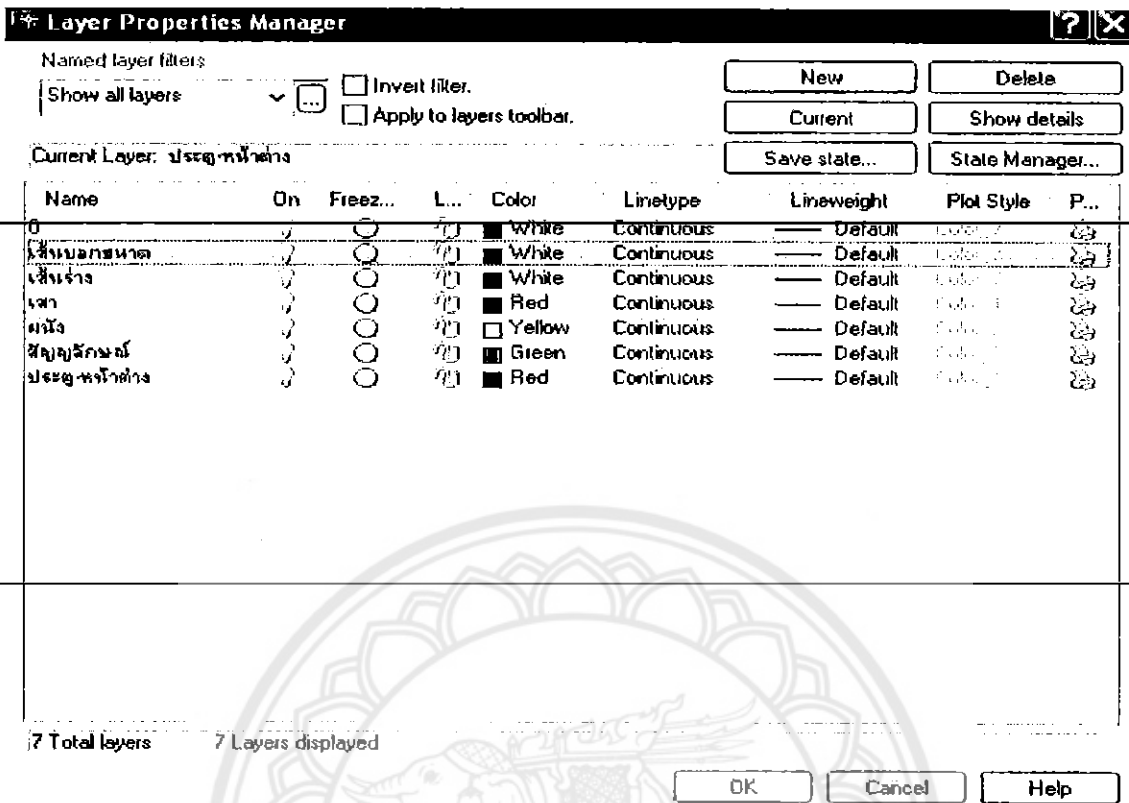 Layer Properties Manager
Named layer filters
Show all layers
...
Invert filter.
Apply to layers toolbar.
New
Delete
Current
Show details
Current Layer: ประตู-หน้าต่าง
Save state...
State Manager...
Name On Freez... L... Color Linetype Lineweight Plot Style P...
0 White Continuous Default
เส้นบอกขนาด White Continuous Default
เส้นร่าง White Continuous Default
เสา Red Continuous Default
ผนัง Yellow Continuous Default
สัญญลักษณ์ Green Continuous Default
ประตู-หน้าต่าง Red Continuous Default
7 Total layers 7 Layers displayed
OK
Cancel
Help